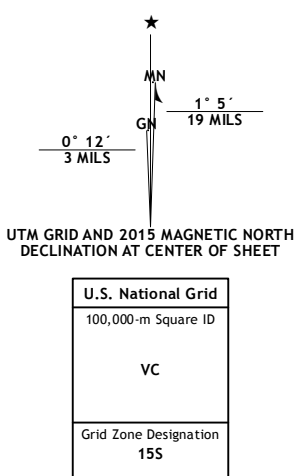 ★
MN
1° 5´
19 MILS
GN
0° 12´
3 MILS
UTM GRID AND 2015 MAGNETIC NORTH
DECLINATION AT CENTER OF SHEET
U.S. National Grid
100,000-m Square ID
VC
Grid Zone Designation
15S